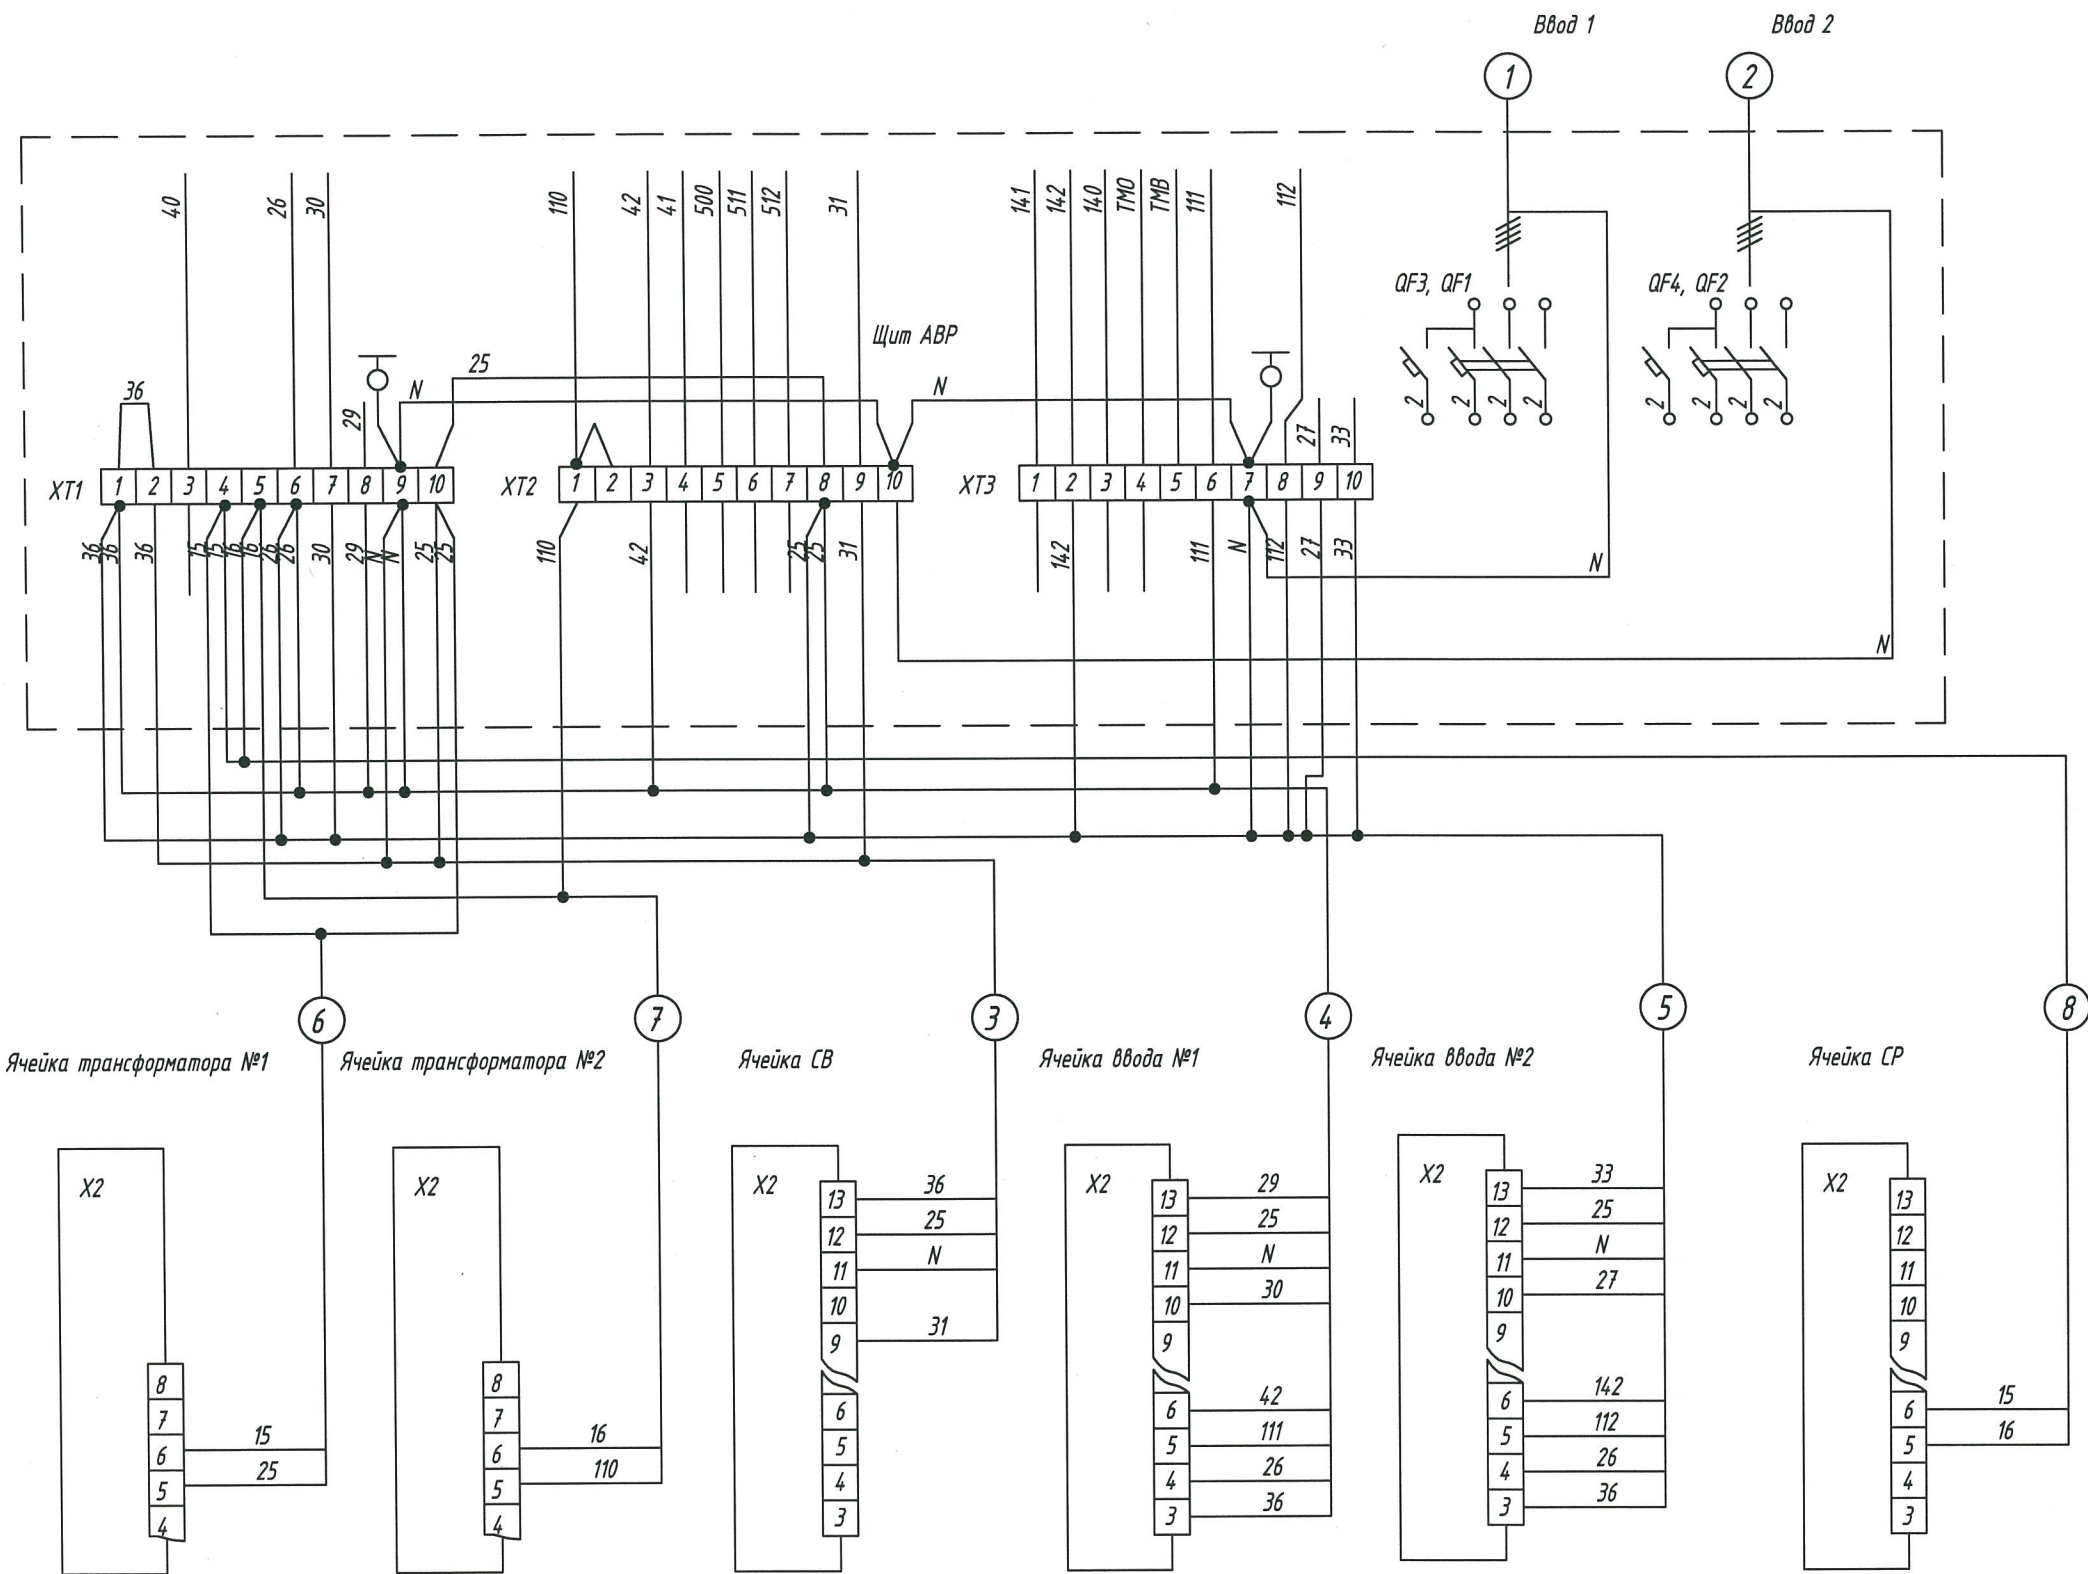 Ввод 1 Ввод 2
1 2
40 26 30 110 42 41 500 511 512 31 141 142 140 ТМО ТМВ 111 112
QF3, QF1 QF4, QF2
Щит АВР
36 29 N 25 N 27 33
2 2 2 2 2 2 2 2
XT1 1 2 3 4 5 6 7 8 9 10
XT2 1 2 3 4 5 6 7 8 9 10
XT3 1 2 3 4 5 6 7 8 9 10
36 36 36 15 15 16 16 26 26 30 29 N N 25 25 110 42 25 25 31 142 111 N 112 27 33
N
N
6 7 3 4 5 8
Ячейка трансформатора №1
X2
8
7
6 15
5 25
4
Ячейка трансформатора №2
X2
8
7
6 16
5 110
4
Ячейка СВ
X2
13 36
12 25
11 N
10
9 31
6
5
4
3
Ячейка ввода №1
X2
13 29
12 25
11 N
10 30
9
6 42
5 111
4 26
3 36
Ячейка ввода №2
X2
13 33
12 25
11 N
10 27
9
6 142
5 112
4 26
3 36
Ячейка СР
X2
13
12
11
10
9
6 15
5 16
4
3